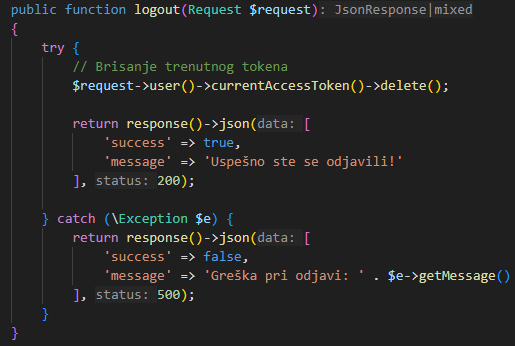 public function logout(Request $request): JsonResponse|mixed
{
    try {
        // Brisanje trenutnog tokena
        $request->user()->currentAccessToken()->delete();

        return response()->json(data: [
            'success' => true,
            'message' => 'Uspešno ste se odjavili!'
        ], status: 200);

    } catch (\Exception $e) {
        return response()->json(data: [
            'success' => false,
            'message' => 'Greška pri odjavi: ' . $e->getMessage()
        ], status: 500);
    }
}